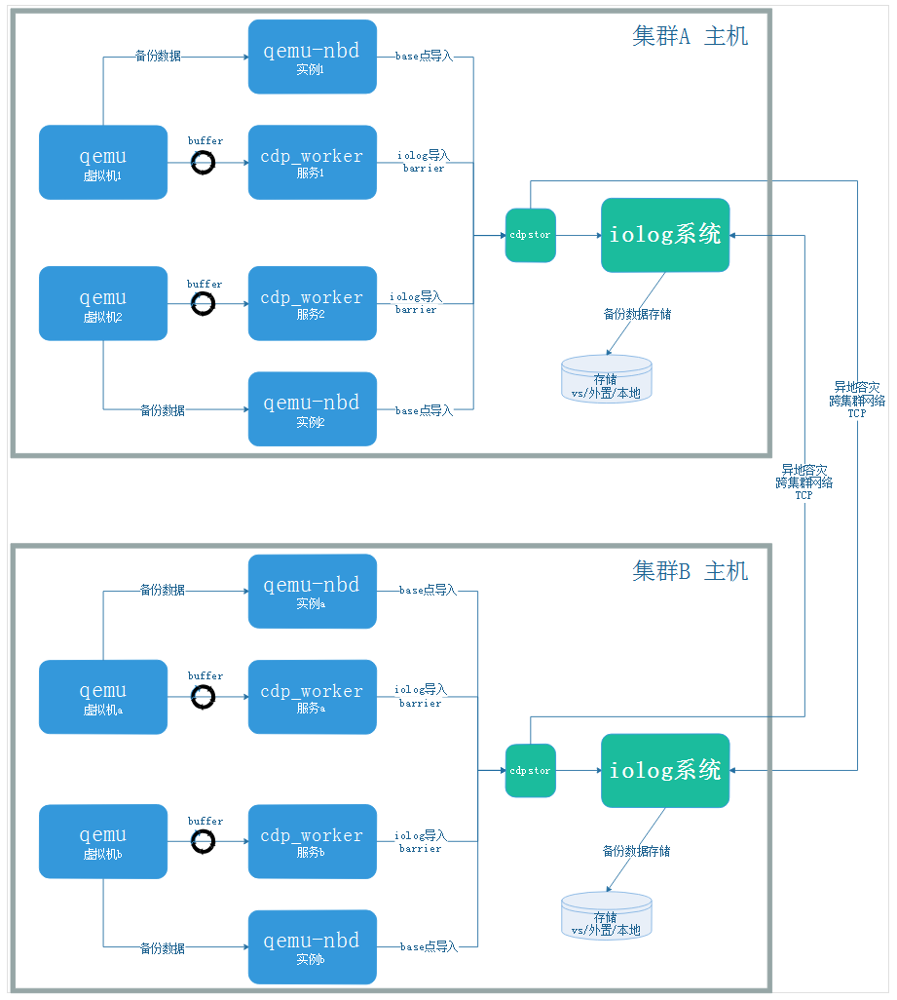 集群A 主机
qemu-nbd
实例1
备份数据
base点导入
buffer
qemu
虚拟机1
cdp_worker
服务1
iolog导入
barrier
cdpstor
iolog系统
buffer
qemu
虚拟机2
cdp_worker
服务2
iolog导入
barrier
备份数据存储
存储
vs/外置/本地
备份数据
qemu-nbd
实例2
base点导入
异地容灾
跨集群网络
TCP
异地容灾
跨集群网络
TCP
集群B 主机
qemu-nbd
实例a
备份数据
base点导入
buffer
qemu
虚拟机a
cdp_worker
服务a
iolog导入
barrier
cdpstor
iolog系统
buffer
qemu
虚拟机b
cdp_worker
服务b
iolog导入
barrier
备份数据存储
存储
vs/外置/本地
备份数据
qemu-nbd
实例b
base点导入